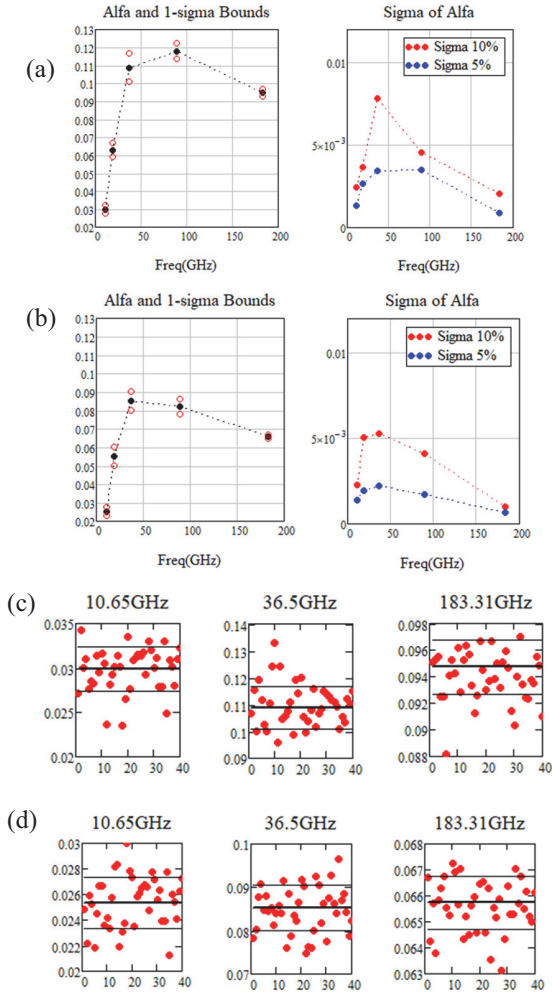 Alfa and 1-sigma Bounds
Sigma of Alfa
(a)
0.13
0.12
0.11
0.1
0.09
0.08
0.07
0.06
0.05
0.04
0.03
0.02
0 50 100 150 200
Freq(GHz)
0.01
5×10⁻³
0
0 50 100 150 200
Freq(GHz)
Sigma 10%
Sigma 5%
(b)
Alfa and 1-sigma Bounds
Sigma of Alfa
0.13
0.12
0.11
0.1
0.09
0.08
0.07
0.06
0.05
0.04
0.03
0.02
0 50 100 150 200
Freq(GHz)
0.01
5×10⁻³
0
0 50 100 150 200
Freq(GHz)
Sigma 10%
Sigma 5%
(c)
10.65GHz
36.5GHz
183.31GHz
0.035
0.03
0.025
0.02
0 10 20 30 40
0.14
0.13
0.12
0.11
0.1
0.09
0 10 20 30 40
0.098
0.096
0.094
0.092
0.09
0.088
0 10 20 30 40
(d)
10.65GHz
36.5GHz
183.31GHz
0.03
0.028
0.026
0.024
0.022
0.02
0 10 20 30 40
0.1
0.09
0.08
0.07
0 10 20 30 40
0.068
0.067
0.066
0.065
0.064
0.063
0 10 20 30 40